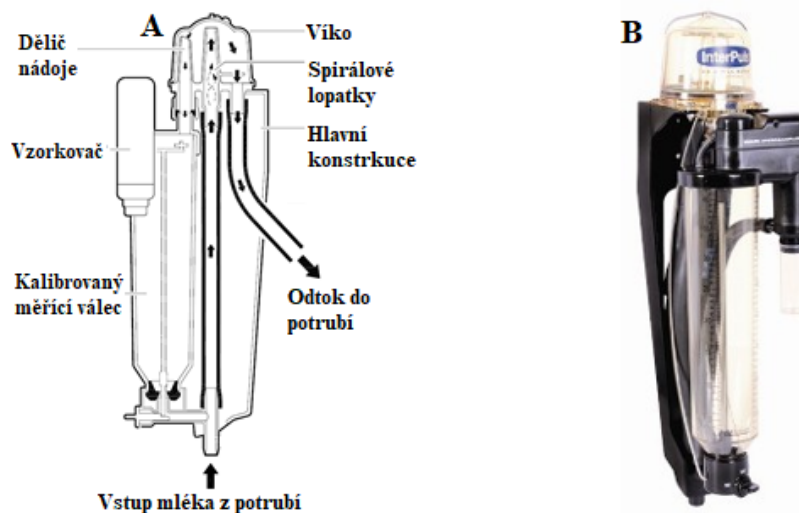 A
Dělič
nádoje
Víko
Spirálové
lopatky
Vzorkovač
Hlavní
konstrkuce
Kalibrovaný
měřící válec
Odtok do
potrubí
Vstup mléka z potrubí
B
InterPuls